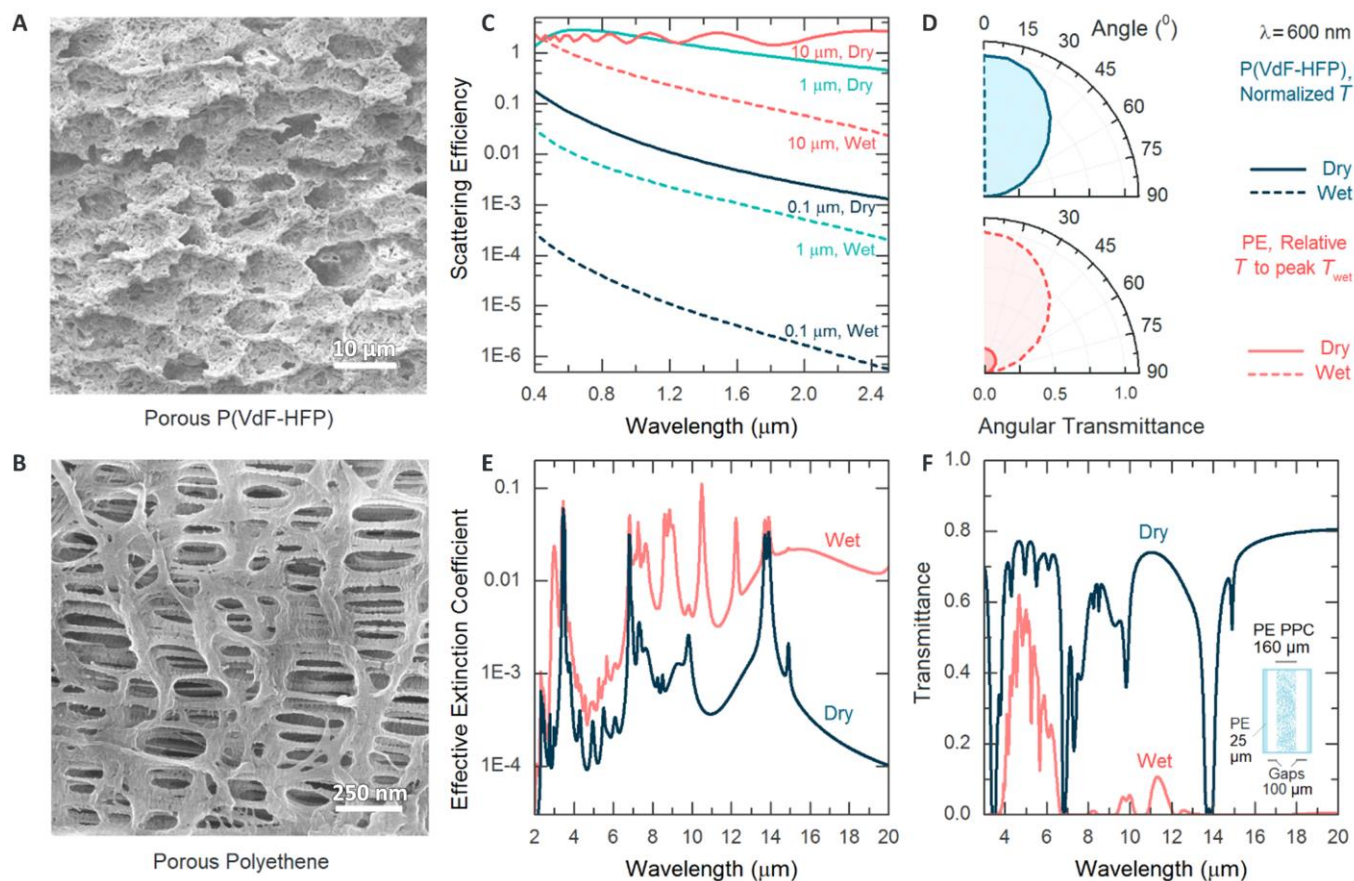 A
10 μm
Porous P(VdF-HFP)
B
250 nm
Porous Polyethene
C
Scattering Efficiency
1
0.1
0.01
1E-3
1E-4
1E-5
1E-6
10 μm, Dry
1 μm, Dry
10 μm, Wet
0.1 μm, Dry
1 μm, Wet
0.1 μm, Wet
0.4 0.8 1.2 1.6 2.0 2.4
Wavelength (μm)
D
0 15 30 45 60 75 90
Angle (⁰)
λ = 600 nm
P(VdF-HFP),
Normalized T
Dry
Wet
30 45 60 75 90
PE, Relative
T to peak T_wet
Dry
Wet
0.0 0.5 1.0
Angular Transmittance
E
Effective Extinction Coefficient
0.1
0.01
1E-3
1E-4
Wet
Dry
2 4 6 8 10 12 14 16 18 20
Wavelength (μm)
F
Transmittance
1.0
0.8
0.6
0.4
0.2
0.0
Dry
Wet
PE PPC
160 μm
PE
25
μm
Gaps
100 μm
4 6 8 10 12 14 16 18 20
Wavelength (μm)